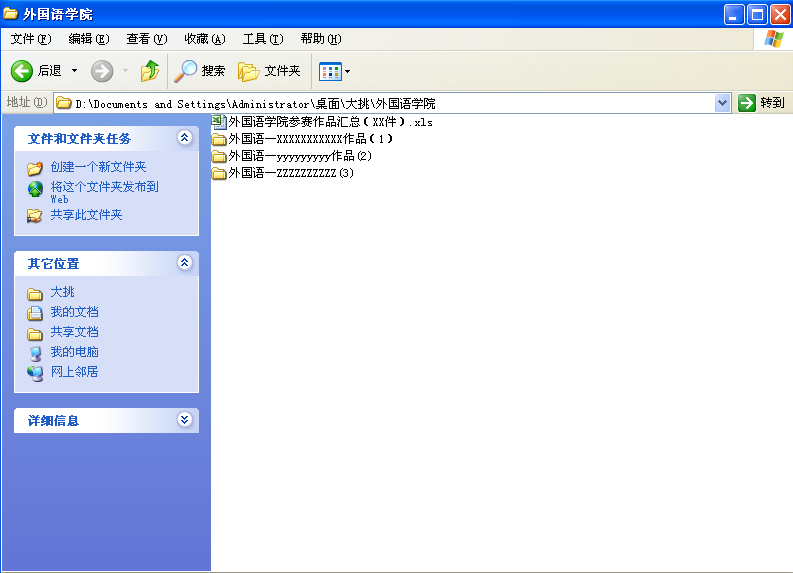 外国语学院
文件(F) 编辑(E) 查看(V) 收藏(A) 工具(T) 帮助(H)
后退 搜索 文件夹
地址(D) D:\Documents and Settings\Administrator\桌面\大挑\外国语学院 转到
文件和文件夹任务
创建一个新文件夹
将这个文件夹发布到
Web
共享此文件夹
其它位置
大挑
我的文档
共享文档
我的电脑
网上邻居
详细信息
外国语学院参赛作品汇总（XX件）.xls
外国语—XXXXXXXXXXX作品（1）
外国语—yyyyyyyyy作品(2)
外国语—ZZZZZZZZZZ(3)